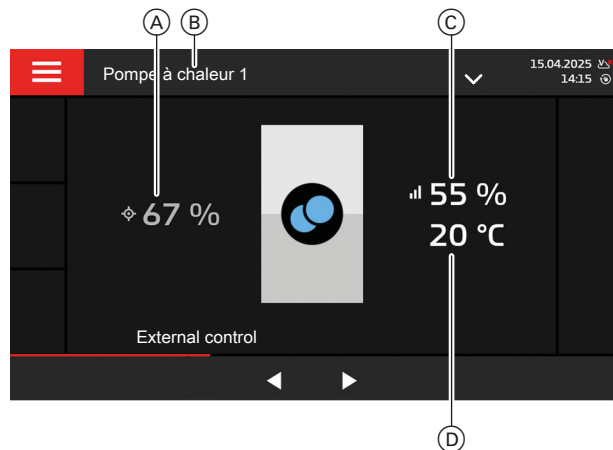 A B C
Pompe à chaleur 1
15.04.2025
14:15
67 %
55 %
20 °C
External control
D